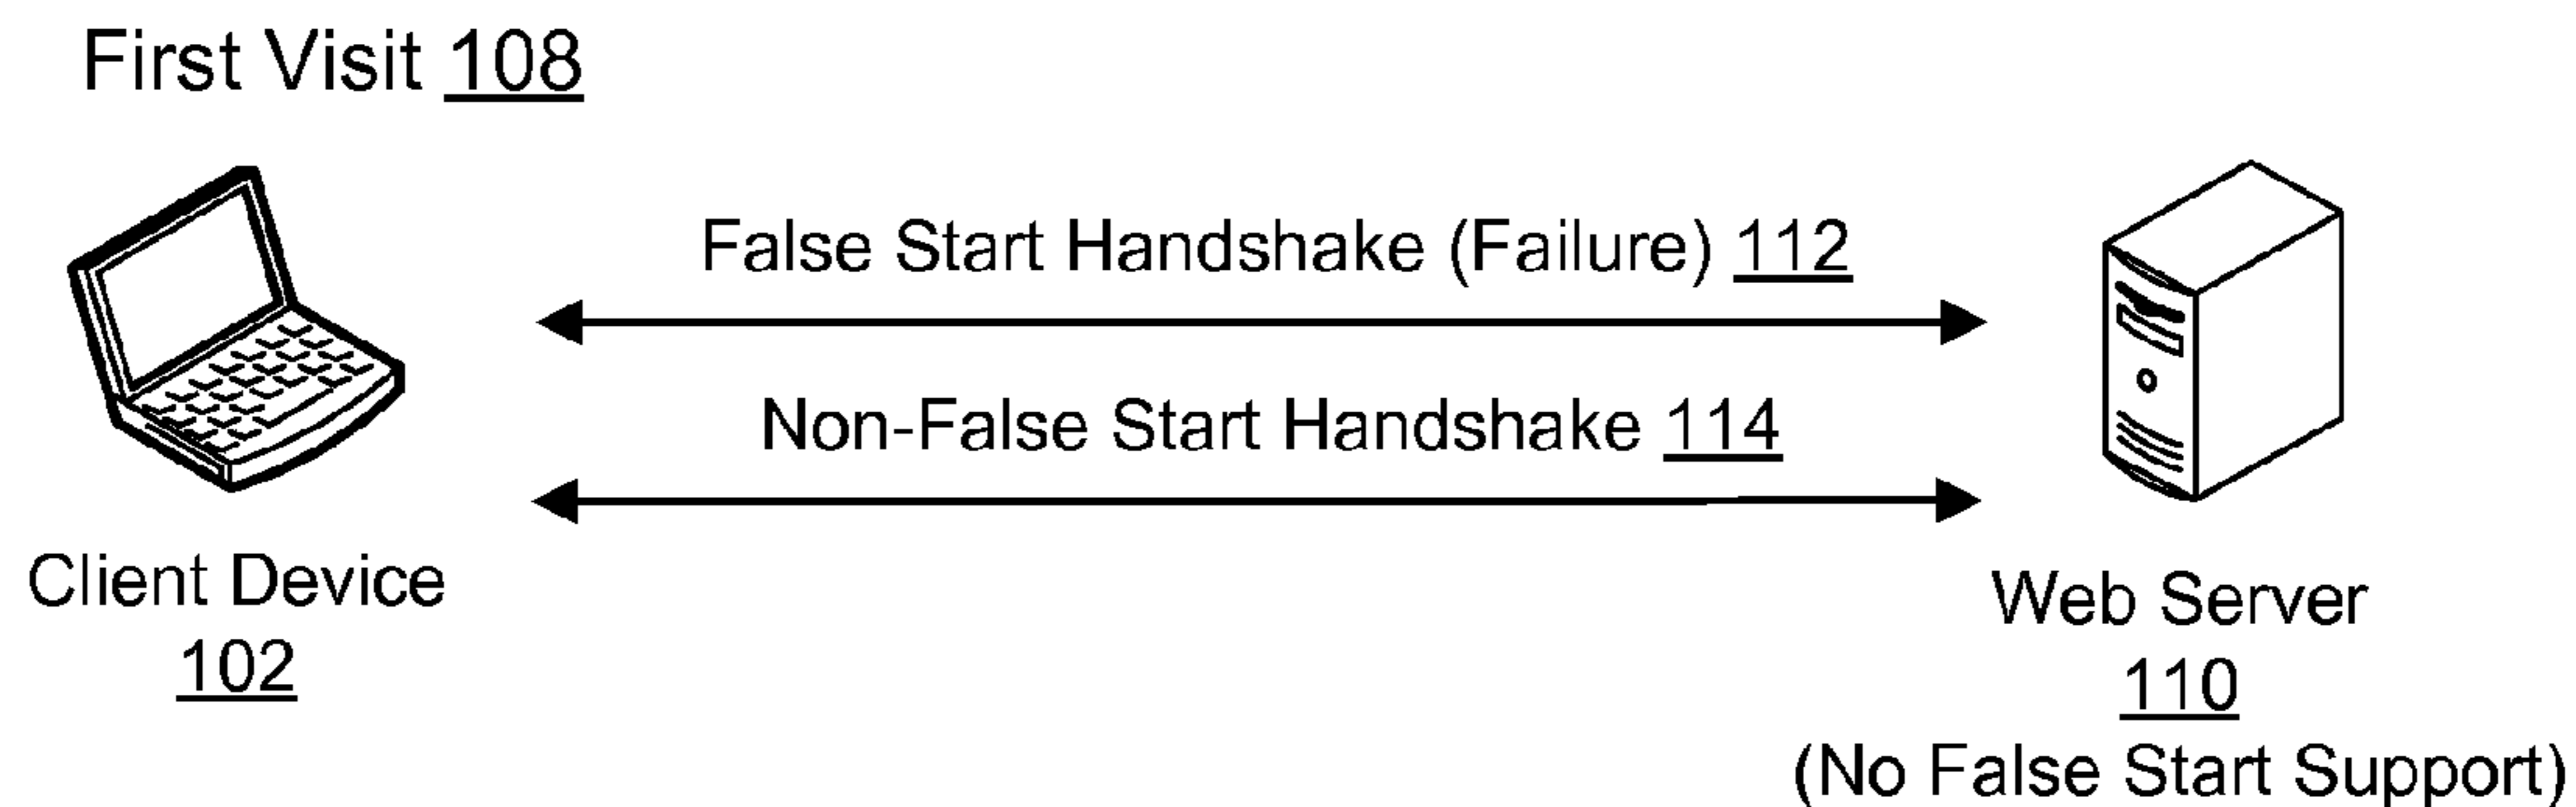 First Visit 108
False Start Handshake (Failure) 112
Non-False Start Handshake 114
Client Device
102
Web Server
110
(No False Start Support)